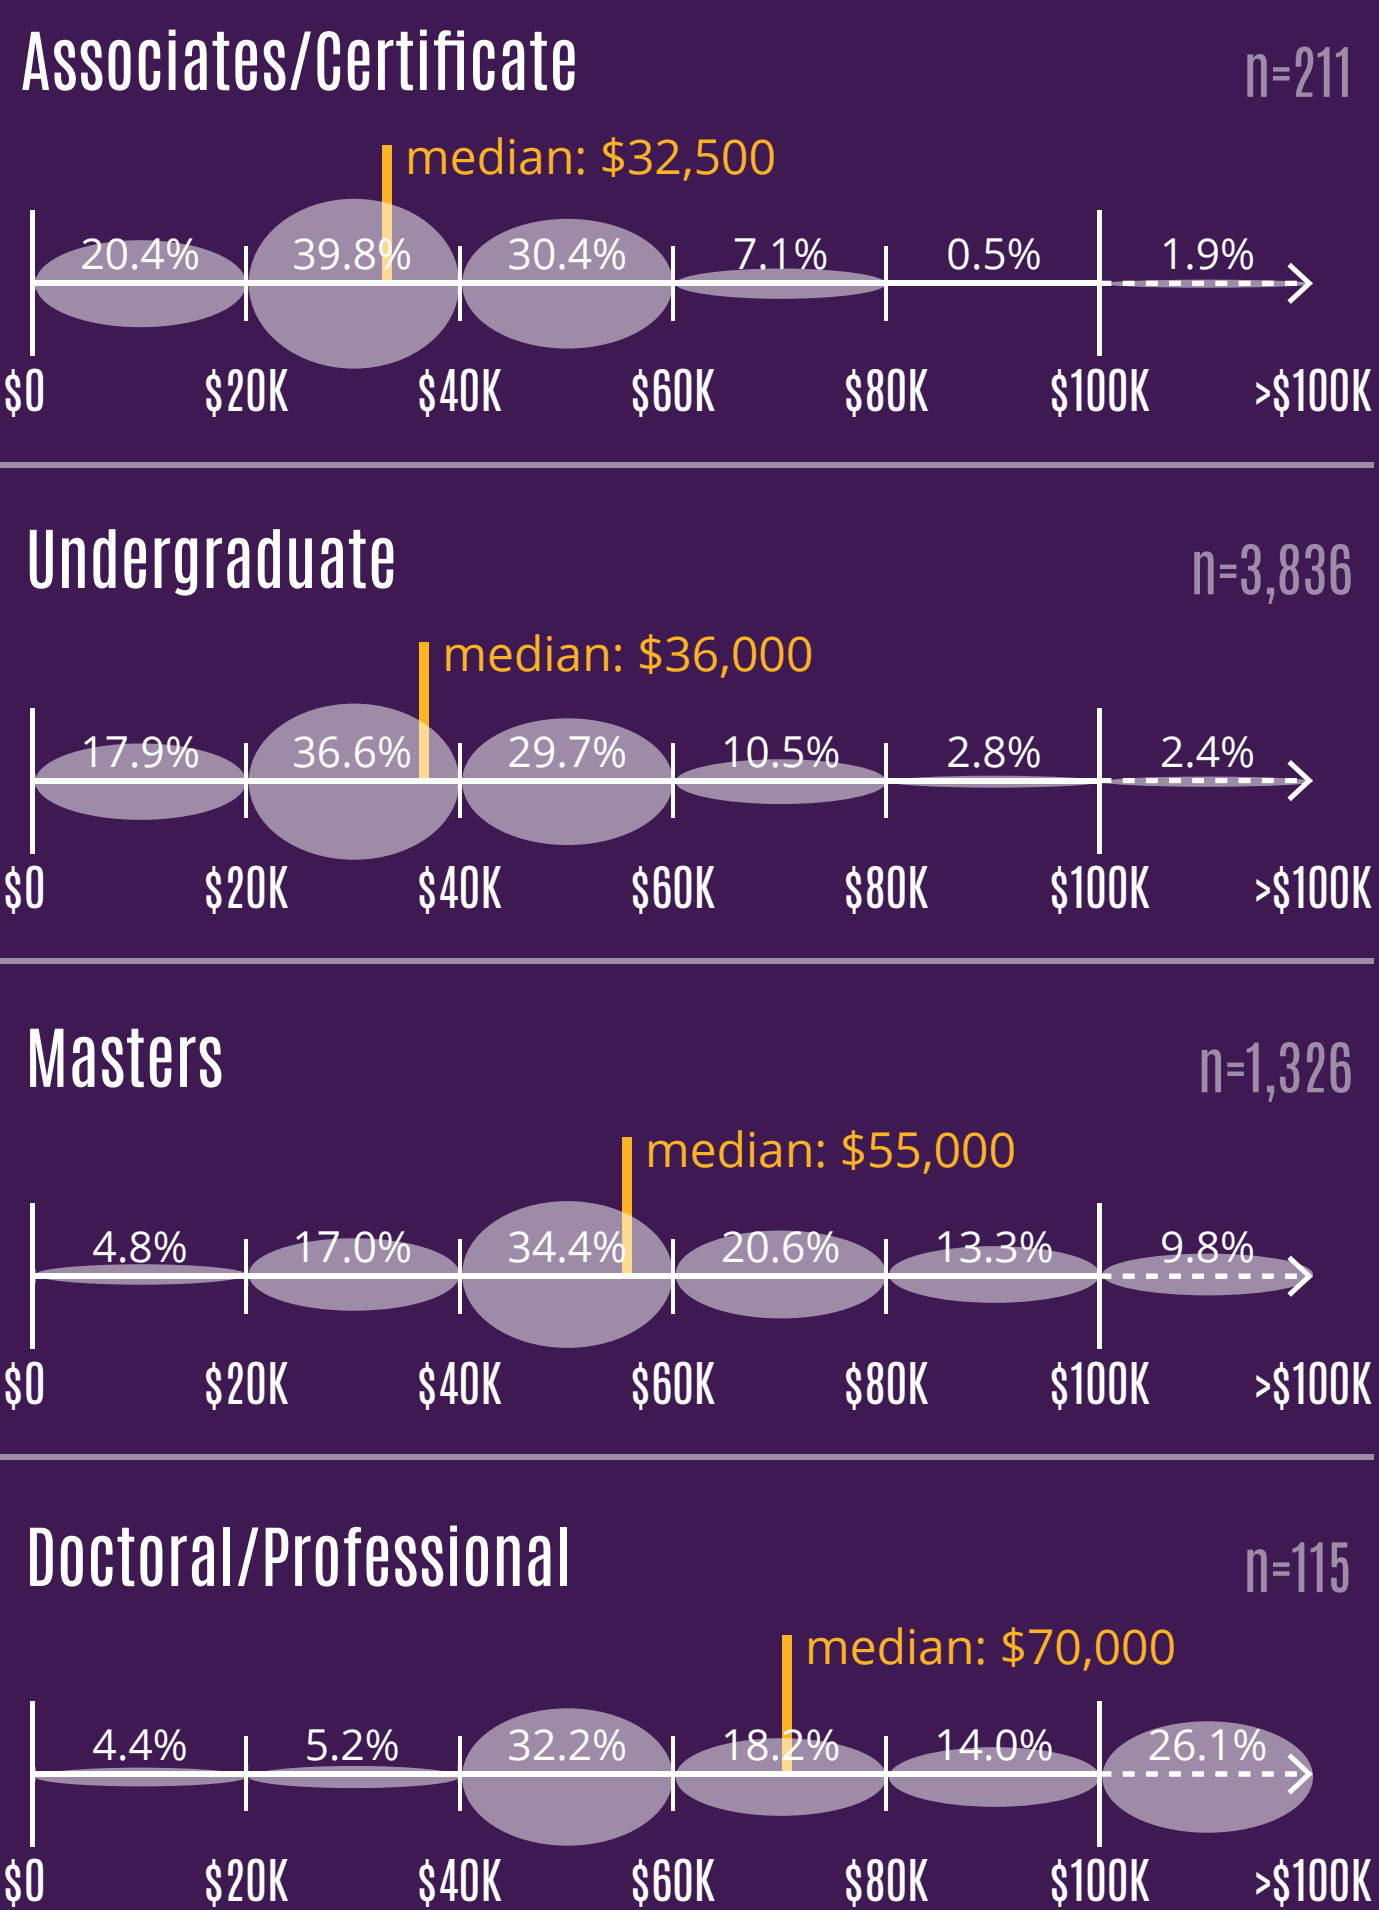 Associates/Certificate
n=211
median: $32,500
20.4% 39.8% 30.4% 7.1% 0.5% 1.9%
$0 $20K $40K $60K $80K $100K >$100K
Undergraduate
n=3,836
median: $36,000
17.9% 36.6% 29.7% 10.5% 2.8% 2.4%
$0 $20K $40K $60K $80K $100K >$100K
Masters
n=1,326
median: $55,000
4.8% 17.0% 34.4% 20.6% 13.3% 9.8%
$0 $20K $40K $60K $80K $100K >$100K
Doctoral/Professional
n=115
median: $70,000
4.4% 5.2% 32.2% 18.2% 14.0% 26.1%
$0 $20K $40K $60K $80K $100K >$100K